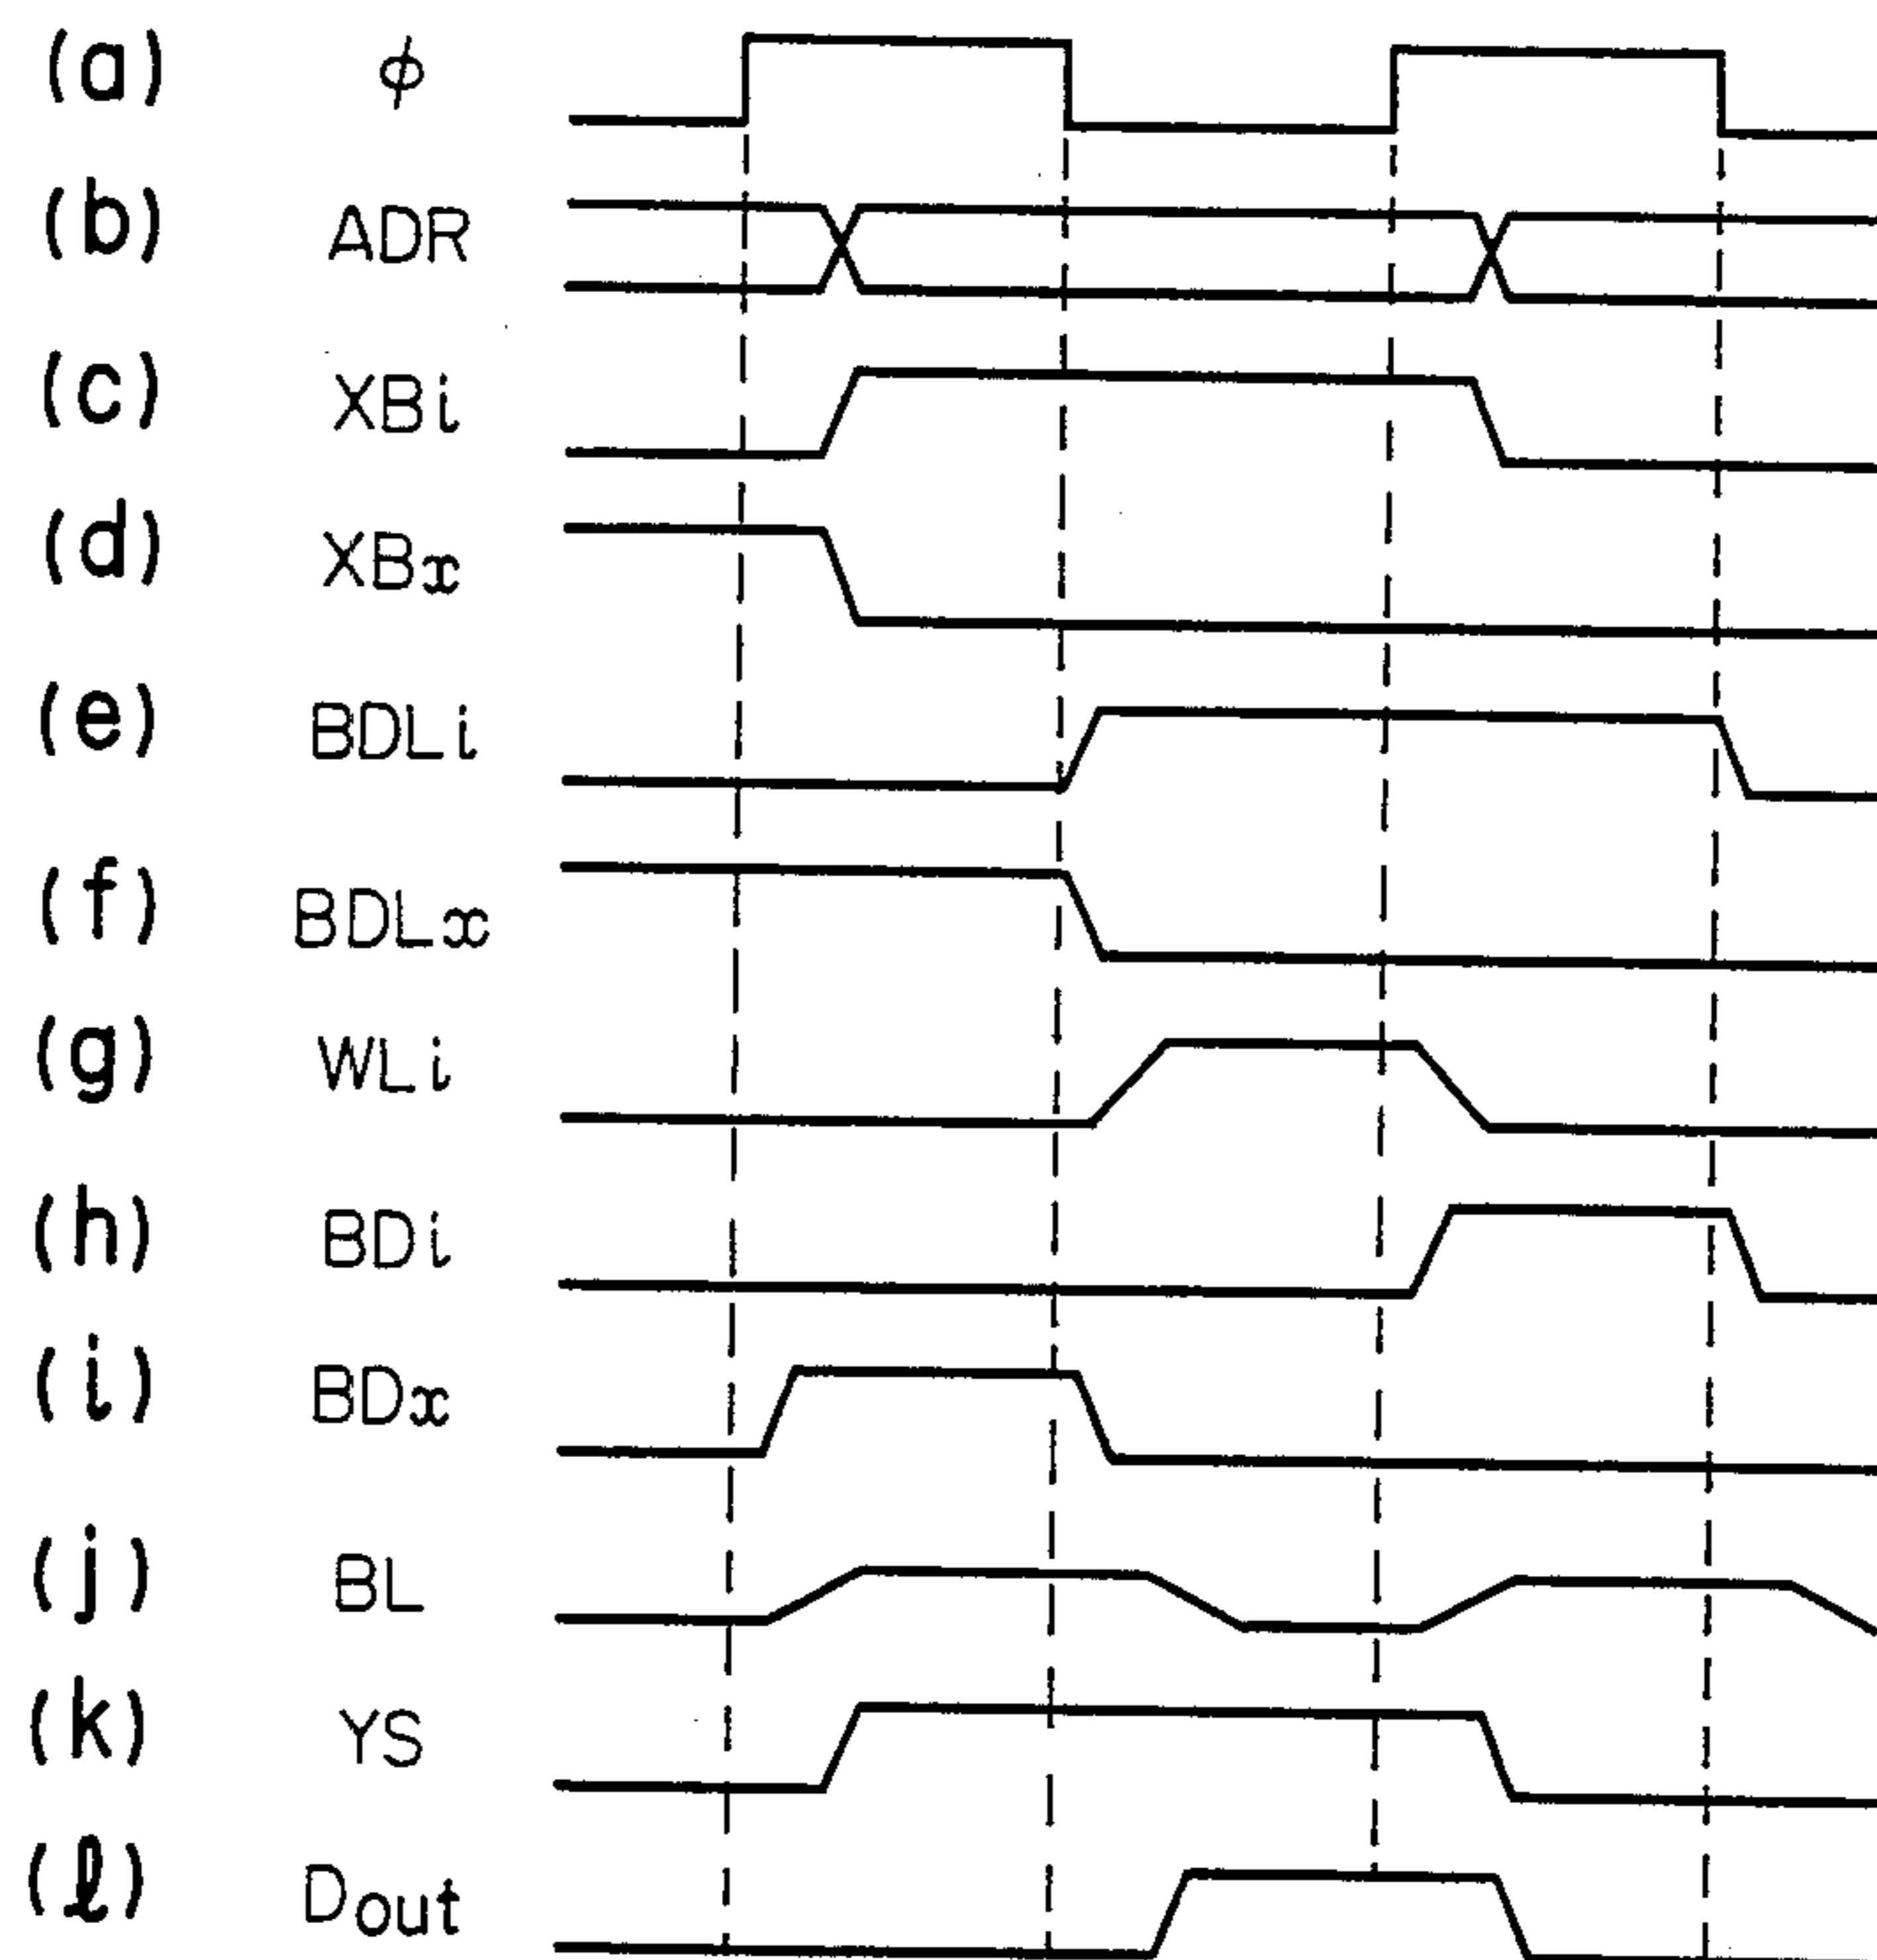 (a) ϕ
(b) ADR
(c) XBi
(d) XBx
(e) BDLi
(f) BDLx
(g) WLi
(h) BDi
(i) BDx
(j) BL
(k) YS
(ℓ) Dout